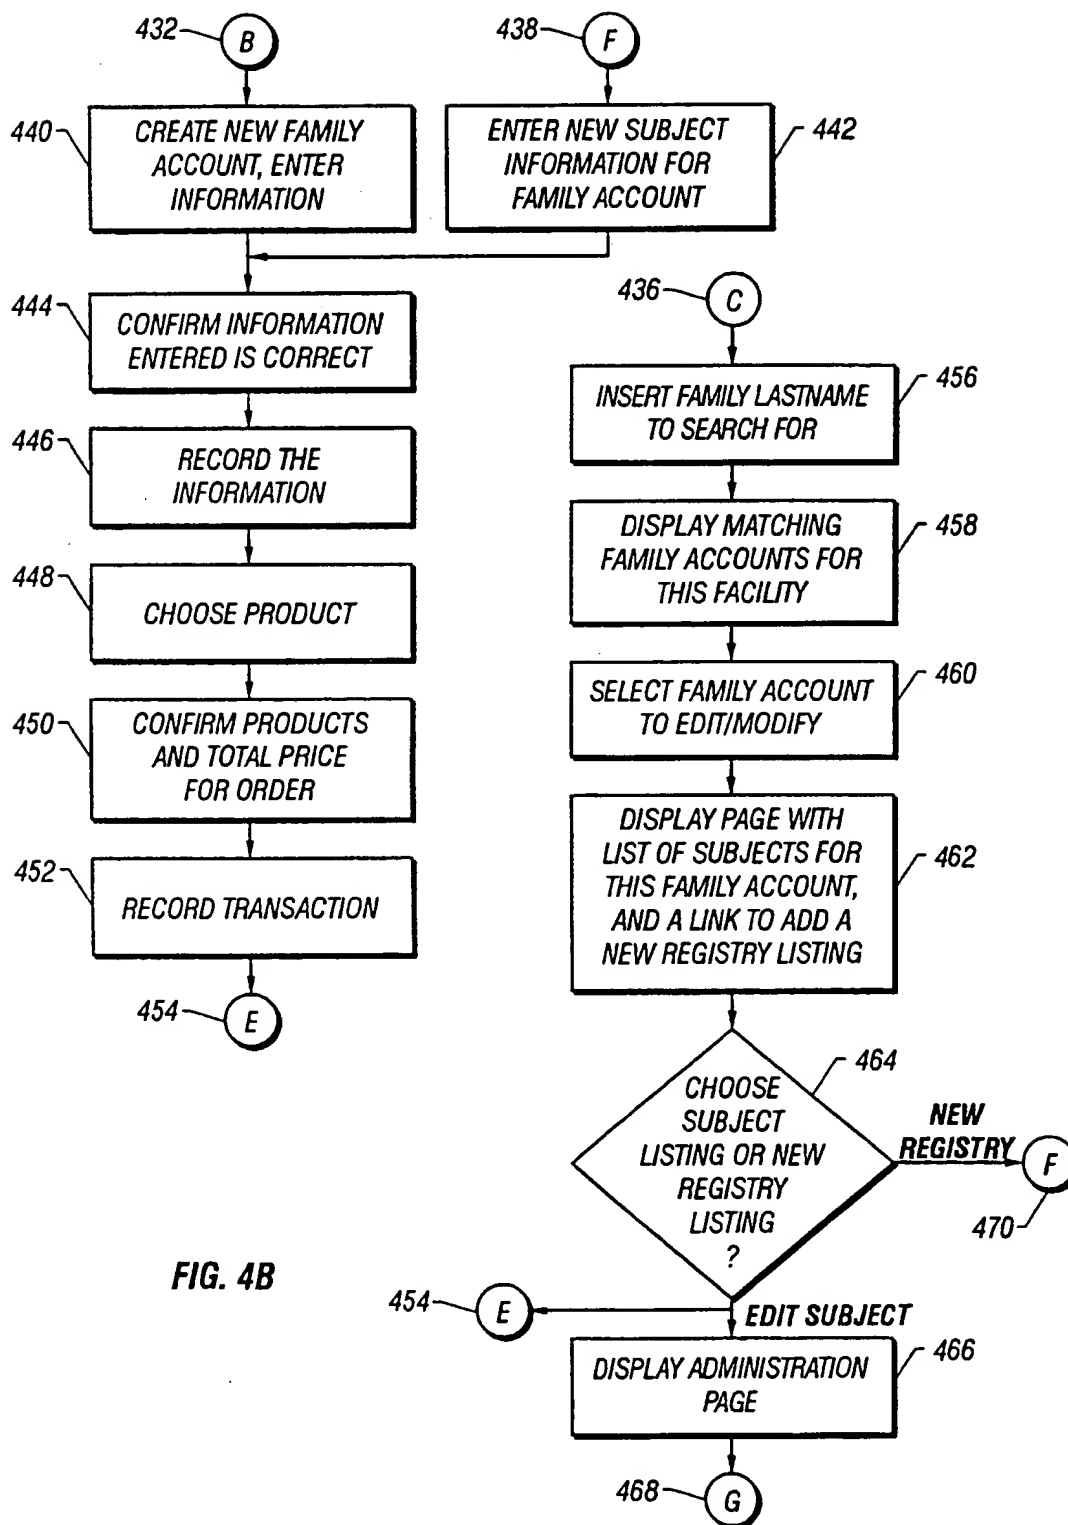 432
B
438
F
440
CREATE NEW FAMILY
ACCOUNT, ENTER
INFORMATION
ENTER NEW SUBJECT
INFORMATION FOR
FAMILY ACCOUNT
442
444
CONFIRM INFORMATION
ENTERED IS CORRECT
446
RECORD THE
INFORMATION
448
CHOOSE PRODUCT
450
CONFIRM PRODUCTS
AND TOTAL PRICE
FOR ORDER
452
RECORD TRANSACTION
454
E
436
C
INSERT FAMILY LASTNAME
TO SEARCH FOR
456
DISPLAY MATCHING
FAMILY ACCOUNTS FOR
THIS FACILITY
458
SELECT FAMILY ACCOUNT
TO EDIT/MODIFY
460
DISPLAY PAGE WITH
LIST OF SUBJECTS FOR
THIS FAMILY ACCOUNT,
AND A LINK TO ADD A
NEW REGISTRY LISTING
462
CHOOSE
SUBJECT
LISTING OR NEW
REGISTRY
LISTING
?
464
NEW
REGISTRY
F
470
454
E
EDIT SUBJECT
DISPLAY ADMINISTRATION
PAGE
466
468
G
FIG. 4B